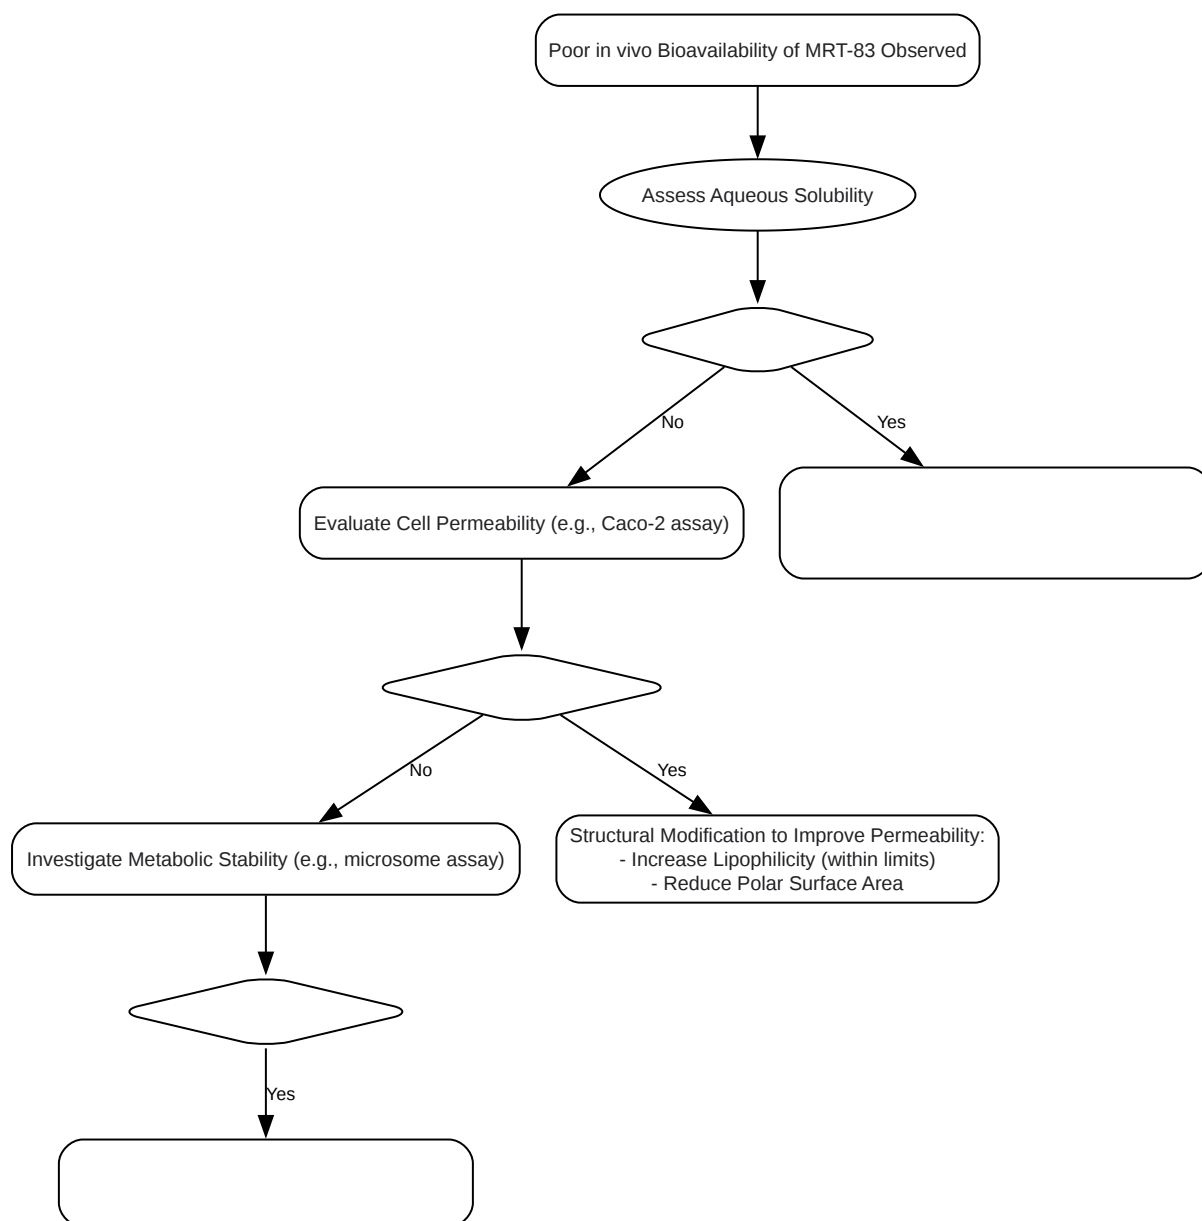 Poor in vivo Bioavailability of MRT-83 Observed
Assess Aqueous Solubility
No
Yes
Evaluate Cell Permeability (e.g., Caco-2 assay)
No
Yes
Investigate Metabolic Stability (e.g., microsome assay)
Structural Modification to Improve Permeability:
- Increase Lipophilicity (within limits)
- Reduce Polar Surface Area
Yes